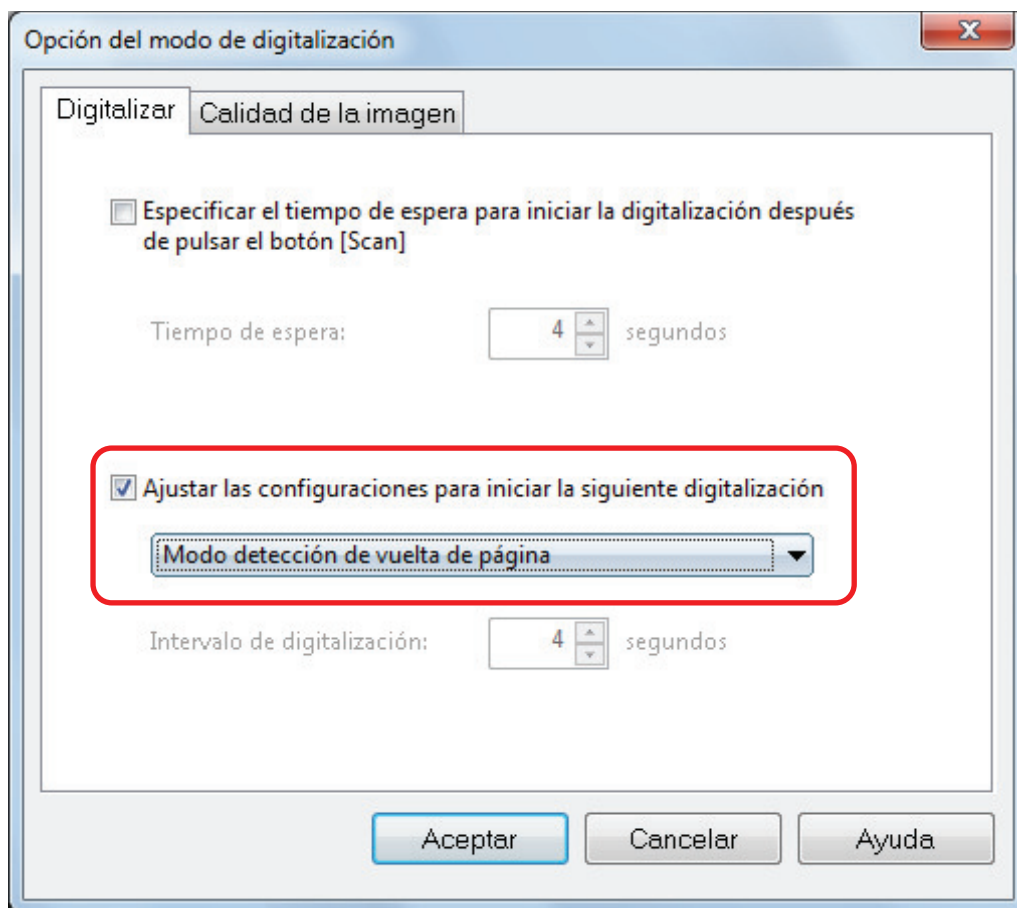 Opción del modo de digitalización
Digitalizar
Calidad de la imagen
Especificar el tiempo de espera para iniciar la digitalización después
de pulsar el botón [Scan]
Tiempo de espera: 4 segundos
Ajustar las configuraciones para iniciar la siguiente digitalización
Modo detección de vuelta de página
Intervalo de digitalización: 4 segundos
Aceptar
Cancelar
Ayuda